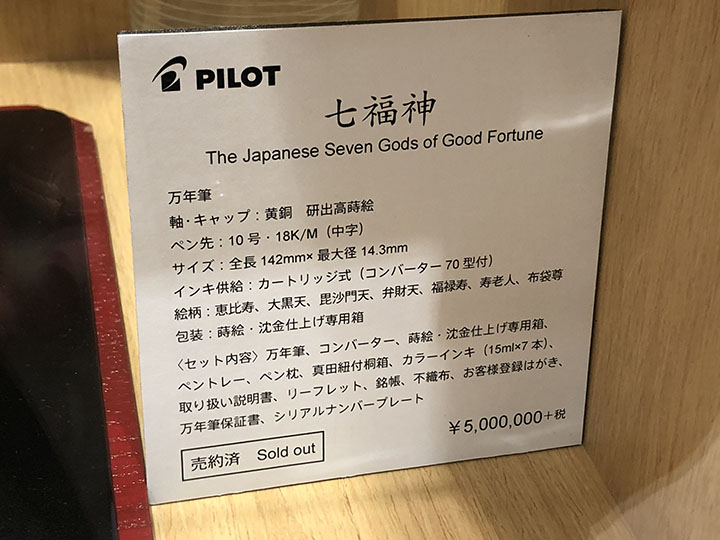 PILOT
七福神
The Japanese Seven Gods of Good Fortune
万年筆
軸・キャップ：黄銅　研出高蒔絵
ペン先：10号・18K/M（中字）
サイズ：全長142mm×最大径14.3mm
インキ供給：カートリッジ式（コンバーター70型付）
絵柄：恵比寿、大黒天、毘沙門天、弁財天、福禄寿、寿老人、布袋尊
包装：蒔絵・沈金仕上げ専用箱
〈セット内容〉万年筆、コンバーター、蒔絵・沈金仕上げ専用箱、
ペントレー、ペン枕、真田紐付桐箱、カラーインキ（15ml×7本）、
取り扱い説明書、リーフレット、銘帳、不織布、お客様登録はがき、
万年筆保証書、シリアルナンバープレート
￥5,000,000+税
売約済　Sold out